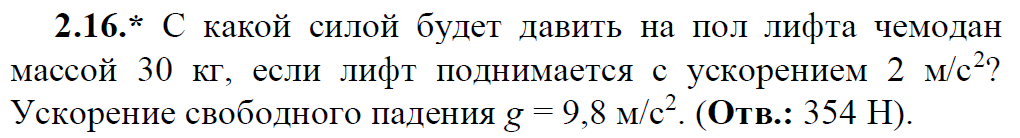 2.16.* С какой силой будет давить на пол лифта чемодан
массой 30 кг, если лифт поднимается с ускорением 2 м/с²?
Ускорение свободного падения g = 9,8 м/с². (Отв.: 354 Н).